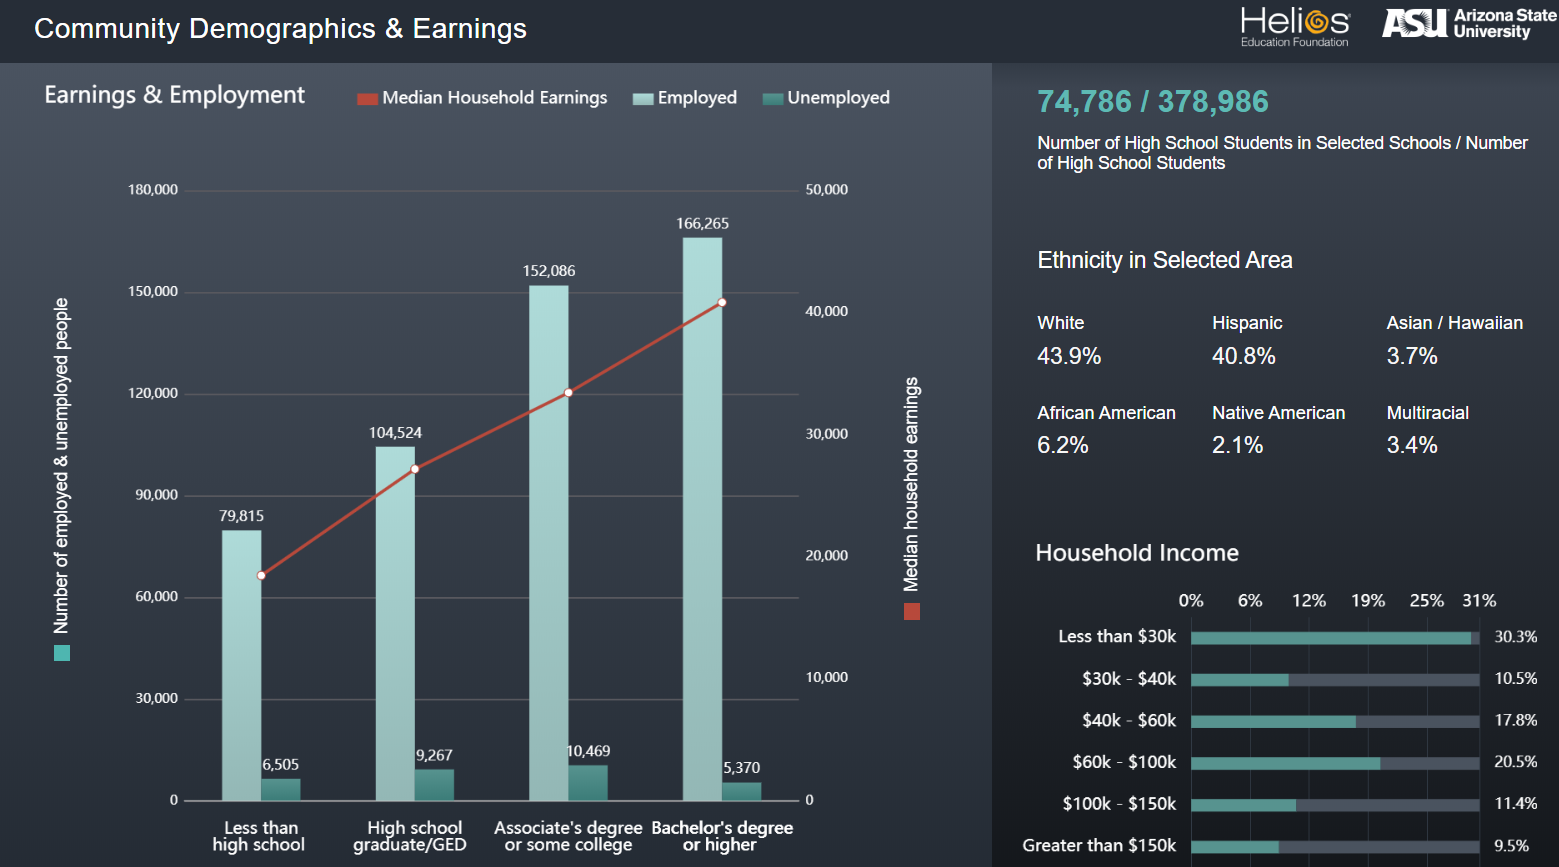 Community Demographics & Earnings
Helios
Education Foundation
ASU Arizona State
University
Earnings & Employment
Median Household Earnings
Employed
Unemployed
180,000
150,000
120,000
90,000
60,000
30,000
0
50,000
40,000
30,000
20,000
10,000
0
Number of employed & unemployed people
Median household earnings
79,815
6,505
104,524
9,267
152,086
10,469
166,265
5,370
Less than
high school
High school
graduate/GED
Associate's degree
or some college
Bachelor's degree
or higher
74,786 / 378,986
Number of High School Students in Selected Schools / Number
of High School Students
Ethnicity in Selected Area
White Hispanic Asian / Hawaiian
43.9% 40.8% 3.7%
African American Native American Multiracial
6.2% 2.1% 3.4%
Household Income
0% 6% 12% 19% 25% 31%
Less than $30k 30.3%
$30k - $40k 10.5%
$40k - $60k 17.8%
$60k - $100k 20.5%
$100k - $150k 11.4%
Greater than $150k 9.5%